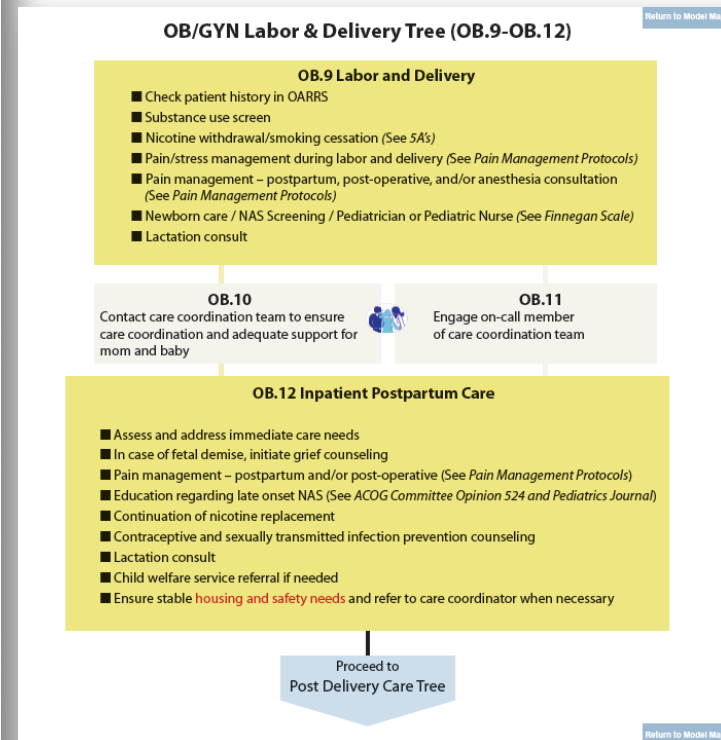 Return to Model Ma
OB/GYN Labor & Delivery Tree (OB.9-OB.12)
OB.9 Labor and Delivery
■ Check patient history in OARRS
■ Substance use screen
■ Nicotine withdrawal/smoking cessation (See 5A's)
■ Pain/stress management during labor and delivery (See Pain Management Protocols)
■ Pain management – postpartum, post-operative, and/or anesthesia consultation
(See Pain Management Protocols)
■ Newborn care / NAS Screening / Pediatrician or Pediatric Nurse (See Finnegan Scale)
■ Lactation consult
OB.10
Contact care coordination team to ensure
care coordination and adequate support for
mom and baby
OB.11
Engage on-call member
of care coordination team
OB.12 Inpatient Postpartum Care
■ Assess and address immediate care needs
■ In case of fetal demise, initiate grief counseling
■ Pain management – postpartum and/or post-operative (See Pain Management Protocols)
■ Education regarding late onset NAS (See ACOG Committee Opinion 524 and Pediatrics Journal)
■ Continuation of nicotine replacement
■ Contraceptive and sexually transmitted infection prevention counseling
■ Lactation consult
■ Child welfare service referral if needed
■ Ensure stable housing and safety needs and refer to care coordinator when necessary
Proceed to
Post Delivery Care Tree
Return to Model Ma